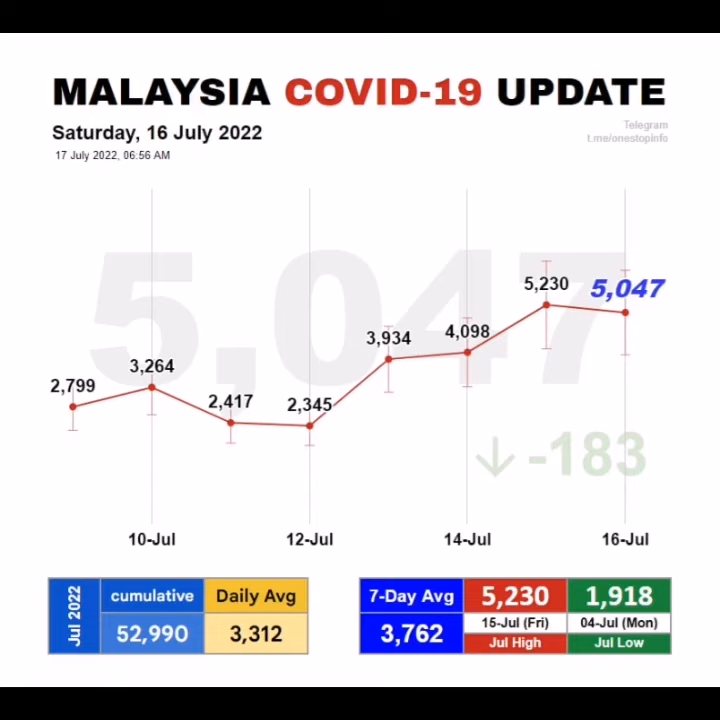 MALAYSIA COVID-19 UPDATE
Saturday, 16 July 2022
17 July 2022, 06:56 AM
Telegram
t.me/onestopinfo
5,047
2,799
3,264
2,417
2,345
3,934
4,098
5,230
5,047
-183
10-Jul 12-Jul 14-Jul 16-Jul
Jul 2022
cumulative Daily Avg
52,990 3,312
7-Day Avg 5,230 1,918
3,762 15-Jul (Fri) 04-Jul (Mon)
Jul High Jul Low